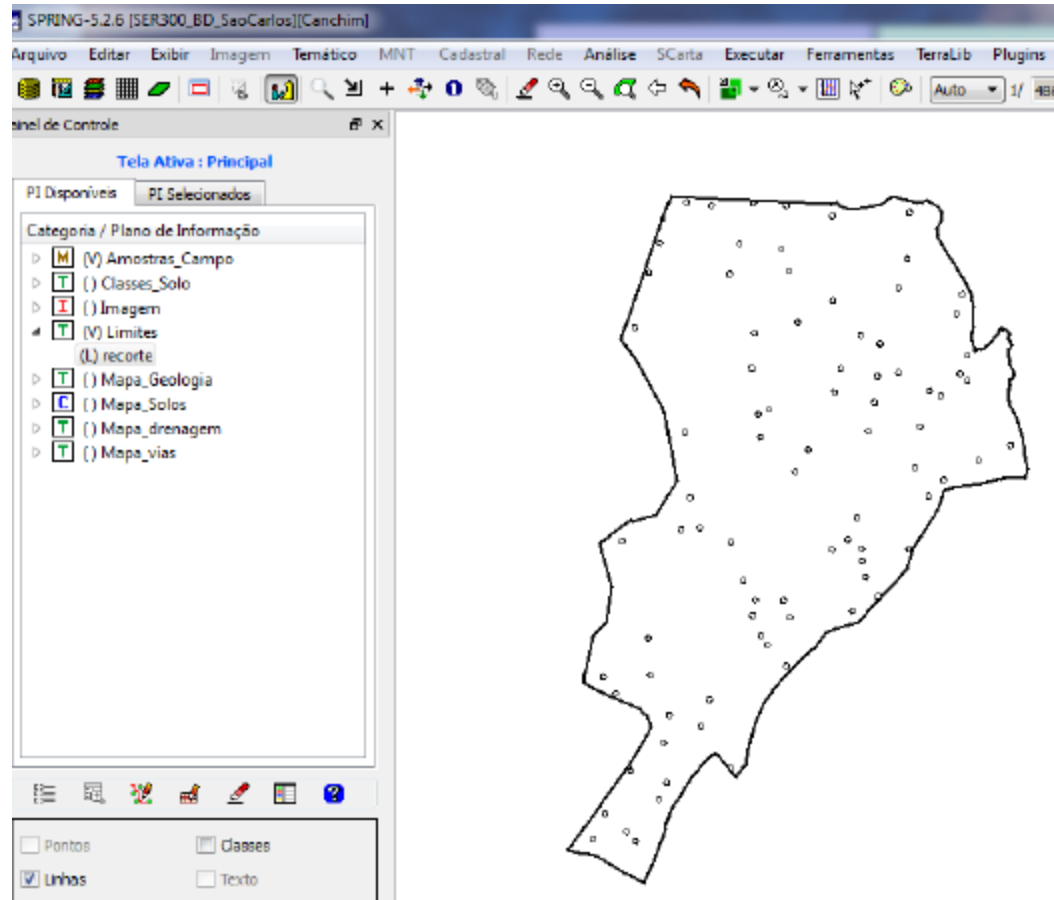 SPRING-5.2.6 [SER300_BD_SaoCarlos][Canchim]
Arquivo Editar Exibir Imagem Temático MNT Cadastral Rede Análise SCarta Executar Ferramentas TerraLib Plugins
Auto 1/
ainel de Controle
Tela Ativa : Principal
PI Disponíveis PI Selecionados
Categoria / Plano de Informação
M (V) Amostras_Campo
T ( ) Classes_Solo
I ( ) Imagem
T (V) Limites
(L) recorte
T ( ) Mapa_Geologia
C ( ) Mapa_Solos
T ( ) Mapa_drenagem
T ( ) Mapa_vias
Pontos Classes
Linhas Texto